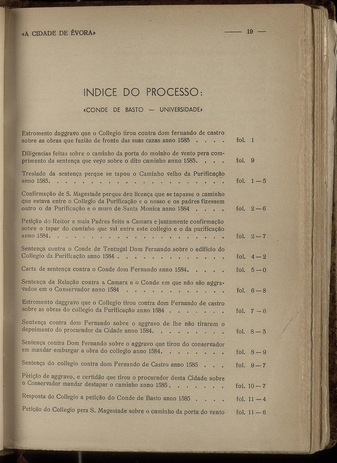 «A CIDADE DE ÉVORA»
— 19 —
INDICE DO PROCESSO:
«CONDE DE BASTO — UNIVERSIDADE»
Estromento daggravo que o Collegio tirou contra dom fernando de castro
sobre as obras que fazião de fronte das suas cazas anno 1585 . . . . fol. 1
Diligencias feitas sobre o caminho da porta do moinho de vento pera com-
primento da sentença que veyo sobre o dito caminho anno 1585. . . . fol. 9
Treslado da sentença porque se tapou o Caminho velho da Purificação
anno 1585. . . . . . . . . . . . . . . . . . . fol. 1—5
Confirmação de S. Magestade perque deu licença que se tapasse o caminho
que estava entre o Collegio da Purificação e o nosso e os padres fizessem
outro da Purificação e o muro de Santa Monica anno 1584 . . . . fol. 2—6
Petição do Reitor e mais Padres feita a Camara e juntamente confirmação
sobre o tapar do caminho que vai entre este collegio e o da purificação
anno 1584. . . . . . . . . . . . . . . . . . . fol. 2—7
Sentença contra o Conde de Tentugal Dom Fernando sobre o edificio do
Collegio da Purificação anno 1584 . . . . . . . . . . . . fol. 4—2
Carta de sentença contra o Conde dom Fernando anno 1584. . . . . fol. 5—0
Sentença da Relação contra a Camara e o Conde em que não são aggra-
vados em o Conservador anno 1584 . . . . . . . . . . . . fol. 6—8
Estromento daggravo que o Collegio tirou contra dom Fernando de castro
sobre as obras do collegio da Purificação anno 1584 . . . . . . fol. 7—6
Sentença contra dom Fernando sobre o aggravo de lhe não tirarem o
depoimento do procurador da Cidade anno 1584. . . . . . . . fol. 8—5
Sentença contra Dom Fernando sobre o aggravo que tirou do conservador
em mandar embargar a obra do collegio anno 1584. . . . . . . fol. 8—9
Sentença do collegio contra dom Fernando de Castro anno 1585 . . . fol. 9—7
Pitição de aggravo, e certidão que tirou o procurador desta Cidade sobre
o Conservador mandar destapar o caminho anno 1585. . . . . . . fol. 10—7
Resposta do Collegio a petição do Conde de Basto anno 1585 . . . . fol. 11—4
Petição do Collegio pera S. Magestade sobre o caminho da porta do vento fol. 11—6